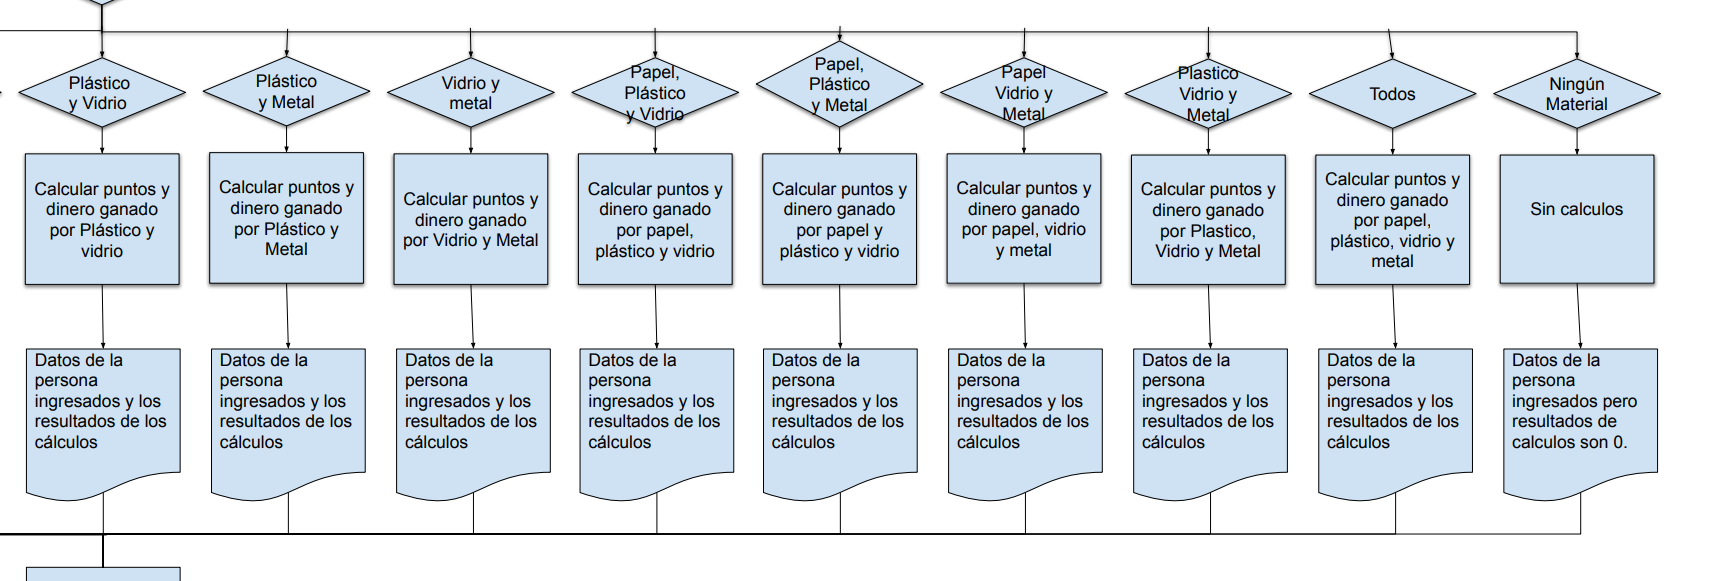 Plástico
y Vidrio
Plástico
y Metal
Vidrio y
metal
Papel,
Plástico
y Vidrio
Papel,
Plástico
y Metal
Papel
Vidrio y
Metal
Plastico
Vidrio y
Metal
Todos
Ningún
Material
Calcular puntos y
dinero ganado
por Plástico y
vidrio
Calcular puntos y
dinero ganado
por Plástico y
Metal
Calcular puntos y
dinero ganado
por Vidrio y Metal
Calcular puntos y
dinero ganado
por papel,
plástico y vidrio
Calcular puntos y
dinero ganado
por papel y
plástico y vidrio
Calcular puntos y
dinero ganado
por papel, vidrio
y metal
Calcular puntos y
dinero ganado
por Plastico,
Vidrio y Metal
Calcular puntos y
dinero ganado
por papel,
plástico, vidrio y
metal
Sin calculos
Datos de la
persona
ingresados y los
resultados de los
cálculos
Datos de la
persona
ingresados y los
resultados de los
cálculos
Datos de la
persona
ingresados y los
resultados de los
cálculos
Datos de la
persona
ingresados y los
resultados de los
cálculos
Datos de la
persona
ingresados y los
resultados de los
cálculos
Datos de la
persona
ingresados y los
resultados de los
cálculos
Datos de la
persona
ingresados y los
resultados de los
cálculos
Datos de la
persona
ingresados y los
resultados de los
cálculos
Datos de la
persona
ingresados pero
resultados de
calculos son 0.